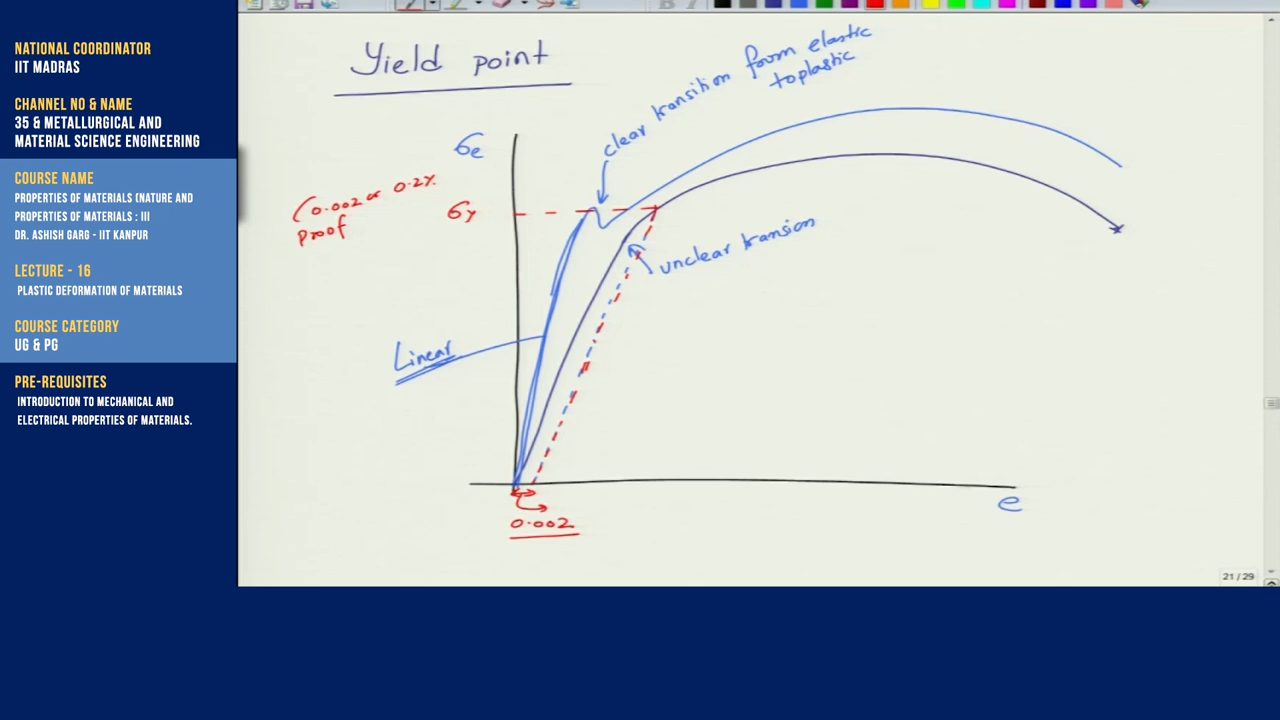 NATIONAL COORDINATOR
IIT MADRAS
CHANNEL NO & NAME
35 & METALLURGICAL AND
MATERIAL SCIENCE ENGINEERING
COURSE NAME
PROPERTIES OF MATERIALS (NATURE AND
PROPERTIES OF MATERIALS : III
DR. ASHISH GARG - IIT KANPUR
LECTURE - 16
PLASTIC DEFORMATION OF MATERIALS
COURSE CATEGORY
UG & PG
PRE-REQUISITES
INTRODUCTION TO MECHANICAL AND
ELECTRICAL PROPERTIES OF MATERIALS.
Yield point
clear transition from elastic
to plastic
σe
(0.002 or 0.2%
proof
σy
unclear transion
Linear
0.002
e
21 / 29